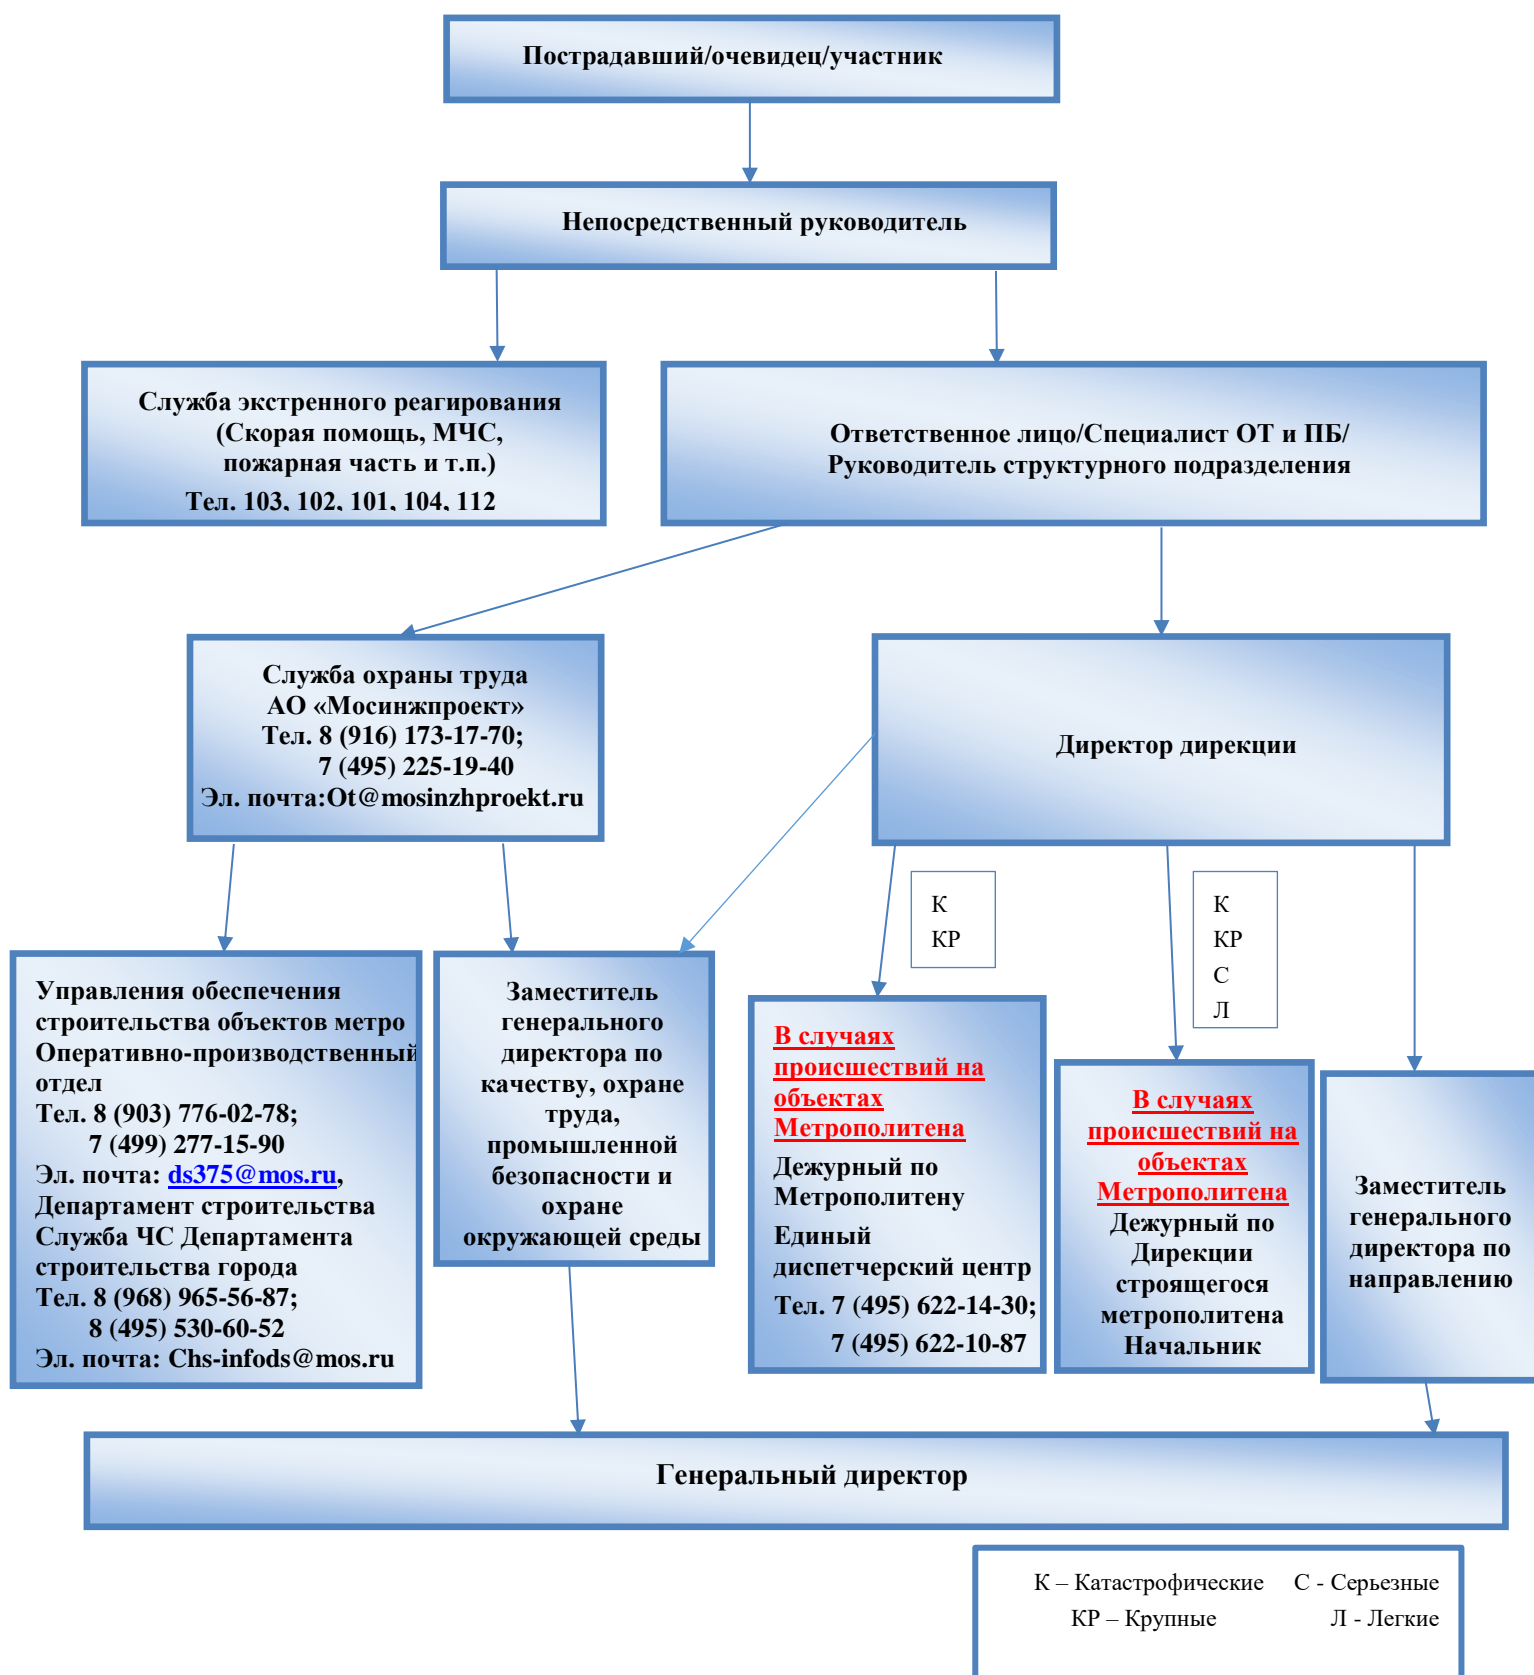 Пострадавший/очевидец/участник
Непосредственный руководитель
Служба экстренного реагирования
(Скорая помощь, МЧС,
пожарная часть и т.п.)
Тел. 103, 102, 101, 104, 112
Ответственное лицо/Специалист ОТ и ПБ/
Руководитель структурного подразделения
Служба охраны труда
АО «Мосинжпроект»
Тел. 8 (916) 173-17-70;
7 (495) 225-19-40
Эл. почта:Ot@mosinzhproekt.ru
Директор дирекции
К
КР
К
КР
С
Л
Управления обеспечения
строительства объектов метро
Оперативно-производственный
отдел
Тел. 8 (903) 776-02-78;
7 (499) 277-15-90
Эл. почта: ds375@mos.ru,
Департамент строительства
Служба ЧС Департамента
строительства города
Тел. 8 (968) 965-56-87;
8 (495) 530-60-52
Эл. почта: Chs-infods@mos.ru
Заместитель
генерального
директора по
качеству, охране
труда,
промышленной
безопасности и
охране
окружающей среды
В случаях
происшествий на
объектах
Метрополитена
Дежурный по
Метрополитену
Единый
диспетчерский центр
Тел. 7 (495) 622-14-30;
7 (495) 622-10-87
В случаях
происшествий на
объектах
Метрополитена
Дежурный по
Дирекции
строящегося
метрополитена
Начальник
Заместитель
генерального
директора по
направлению
Генеральный директор
К – Катастрофические С - Серьезные
КР – Крупные Л - Легкие